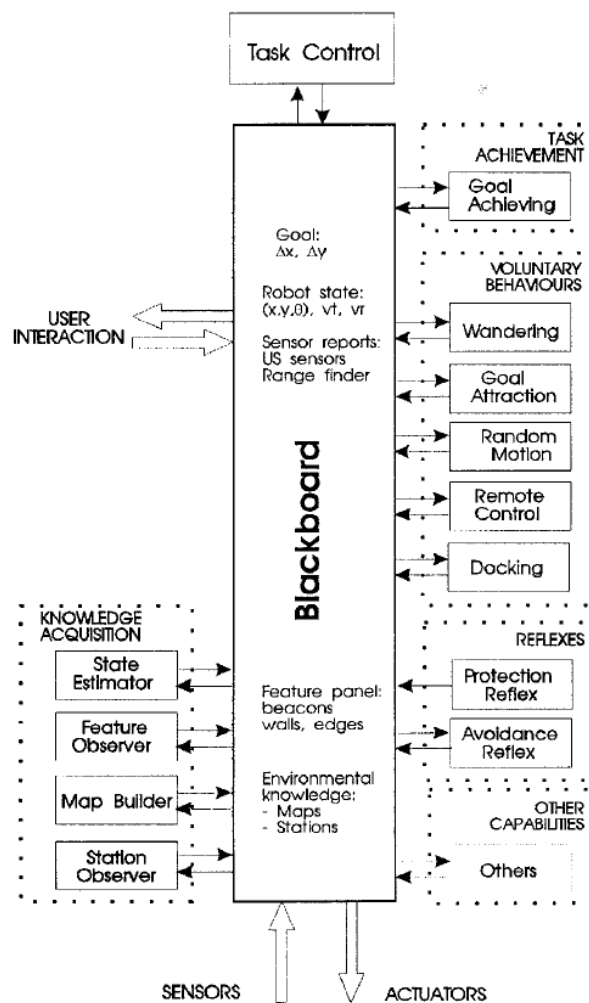 Task Control
TASK
ACHIEVEMENT
Goal
Achieving
Goal:
Δx, Δy
Robot state:
(x,y,θ), vt, vr
Sensor reports:
US sensors
Range finder
USER
INTERACTION
VOLUNTARY
BEHAVIOURS
Wandering
Goal
Attraction
Random
Motion
Remote
Control
Docking
Blackboard
KNOWLEDGE
ACQUISITION
State
Estimator
Feature
Observer
Map Builder
Station
Observer
Feature panel:
beacons
walls, edges
Environmental
knowledge:
- Maps
- Stations
REFLEXES
Protection
Reflex
Avoidance
Reflex
OTHER
CAPABILITIES
Others
SENSORS
ACTUATORS